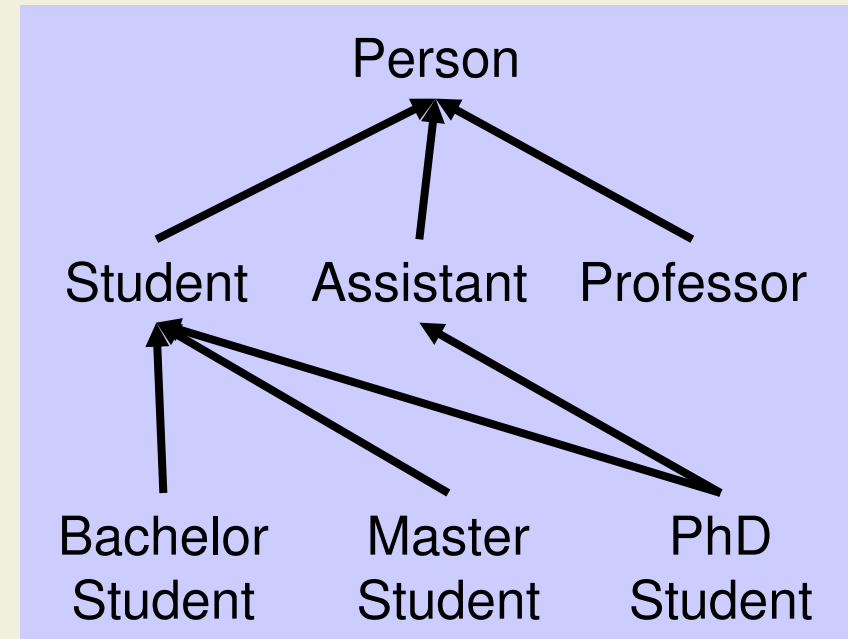 Person
Student Assistant Professor
Bachelor Student
Master Student
PhD Student